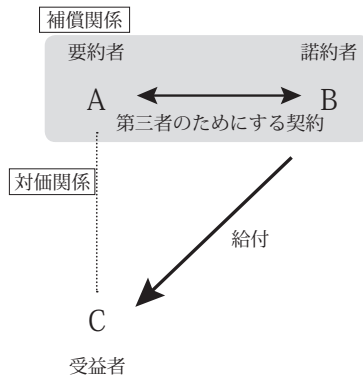 補償関係
要約者 諾約者
A B
第三者のためにする契約
対価関係
給付
C
受益者